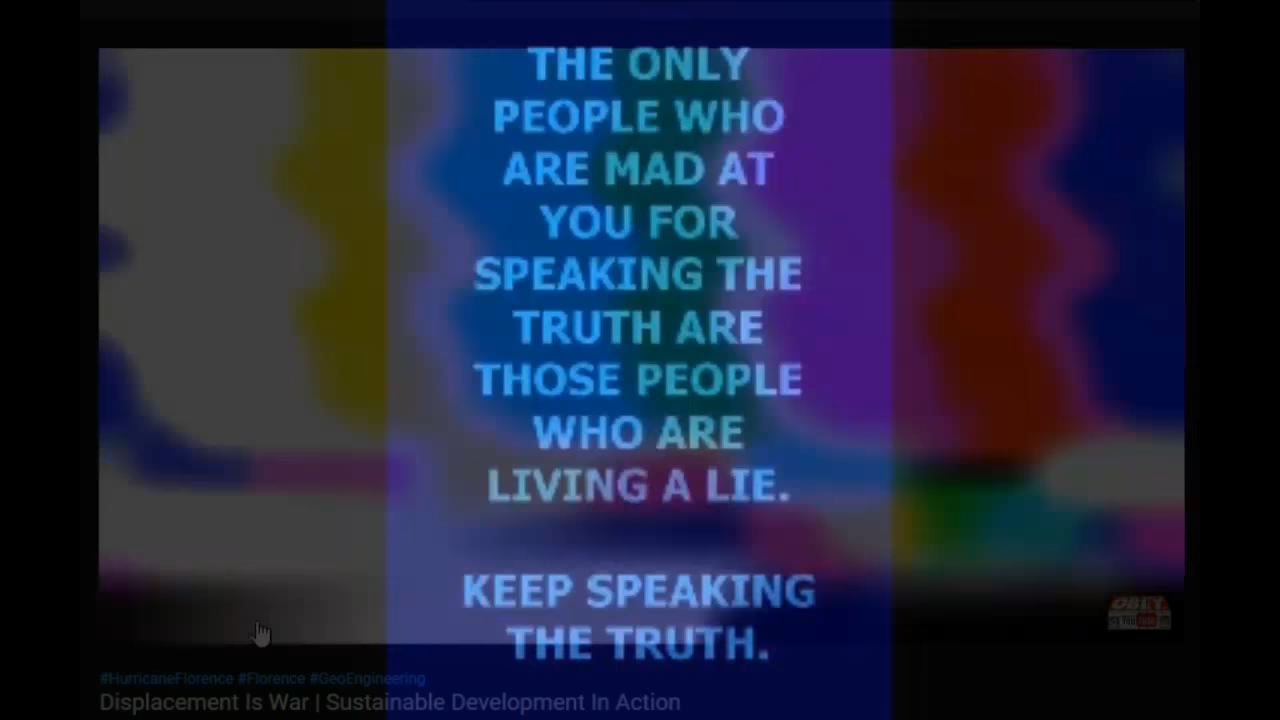 THE ONLY
PEOPLE WHO
ARE MAD AT
YOU FOR
SPEAKING THE
TRUTH ARE
THOSE PEOPLE
WHO ARE
LIVING A LIE.
KEEP SPEAKING
THE TRUTH.
OBEY
#HurricaneFlorence #Florence #GeoEngineering
Displacement Is War | Sustainable Development In Action